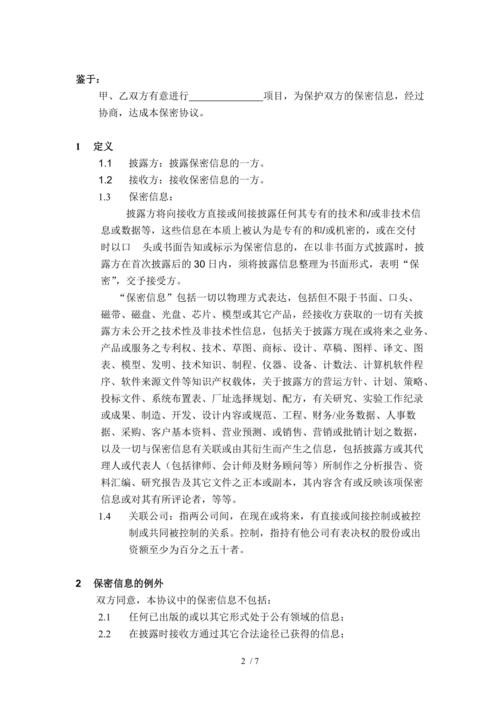 鉴于：
甲、乙双方有意进行______________项目，为保护双方的保密信息，经过
协商，达成本保密协议。
1 定义
1.1 披露方：披露保密信息的一方。
1.2 接收方：接收保密信息的一方。
1.3 保密信息：
披露方将向接收方直接或间接披露任何其专有的技术和/或非技术信
息或数据等，这些信息在本质上被认为是专有的和/或机密的，或在交付
时以口 头或书面告知或标示为保密信息的，在以非书面方式披露时，披
露方在首次披露后的 30 日内，须将披露信息整理为书面形式，表明“保
密”，交予接受方。
“保密信息”包括一切以物理方式表达，包括但不限于书面、口头、
磁带、磁盘、光盘、芯片、模型或其它产品，经接收方获取的一切有关披
露方未公开之技术性及非技术性信息，包括关于披露方现在或将来之业务、
产品或服务之专利权、技术、草图、商标、设计、草稿、图样、译文、图
表、模型、发明、技术知识、制程、仪器、设备、计数法、计算机软件程
序、软件来源文件等知识产权载体，关于披露方的营运方针、计划、策略、
投标文件、系统布置表、厂址选择规划、配方，有关研究、实验工作纪录
或成果、制造、开发、设计内容或规范、工程、财务/业务数据、人事数
据、采购、客户基本资料、营业预测、或销售、营销或批销计划之数据，
以及一切与保密信息有关联或由其衍生而产生之信息，包括披露方或其代
理人或代表人（包括律师、会计师及财务顾问等）所制作之分析报告、资
料汇编、研究报告及其它文件之正本或副本，其内容含有或反映该项保密
信息或对其有所评论者，等等。
1.4 关联公司：指两公司间，在现在或将来，有直接或间接控制或被控
制或共同被控制的关系。控制，指持有他公司有表决权的股份或出
资额至少为百分之五十者。
2 保密信息的例外
双方同意，本协议中的保密信息不包括：
2.1 任何已出版的或以其它形式处于公有领域的信息；
2.2 在披露时接收方通过其它合法途径已获得的信息；
2 / 7